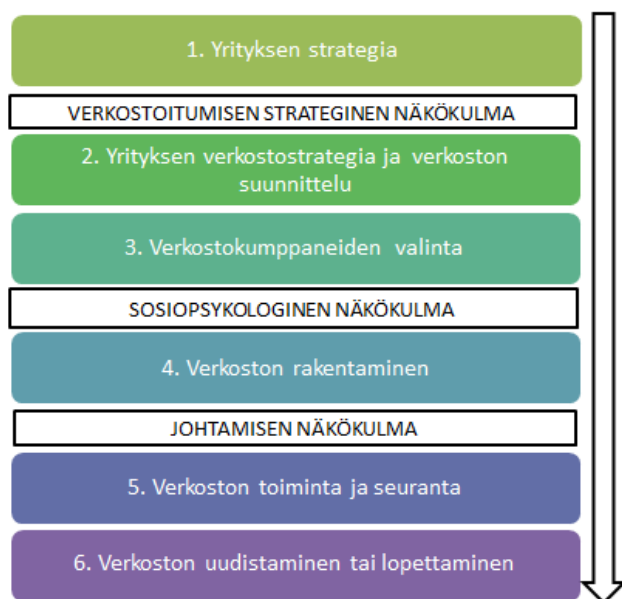 1. Yrityksen strategia
VERKOSTOITUMISEN STRATEGINEN NÄKÖKULMA
2. Yrityksen verkostostrategia ja verkoston
suunnittelu
3. Verkostokumppaneiden valinta
SOSIOPSYKOLOGINEN NÄKÖKULMA
4. Verkoston rakentaminen
JOHTAMISEN NÄKÖKULMA
5. Verkoston toiminta ja seuranta
6. Verkoston uudistaminen tai lopettaminen